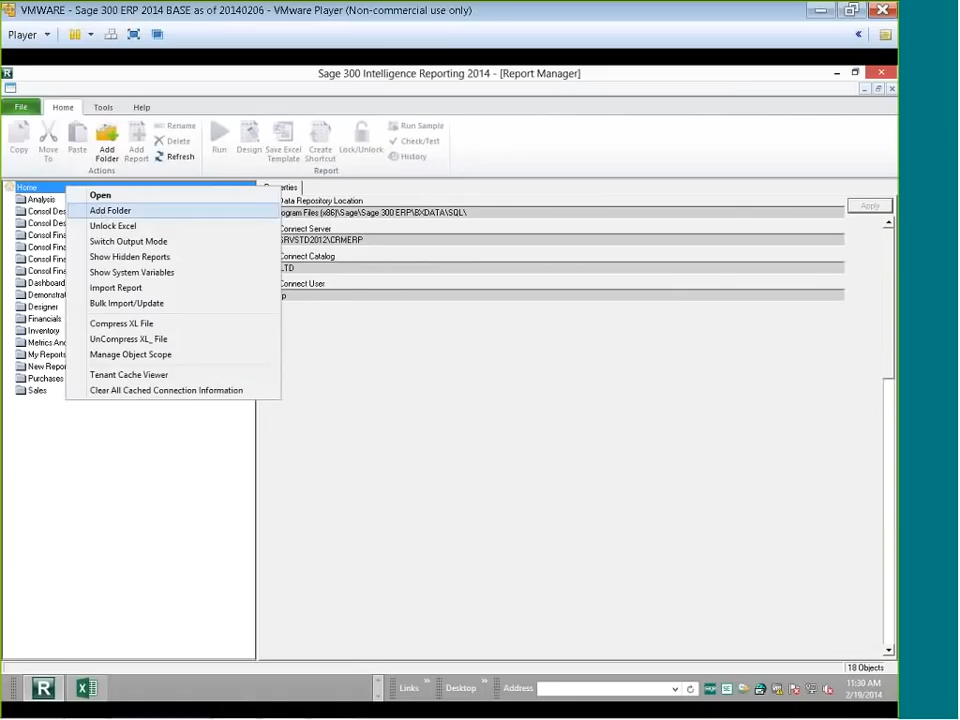 VMWARE - Sage 300 ERP 2014 BASE as of 20140206 - VMware Player (Non-commercial use only)
Player
Sage 300 Intelligence Reporting 2014 - [Report Manager]
File Home Tools Help
Copy Move To Paste Add Folder Add Report Rename Delete Refresh
Actions
Run Design Save Excel Template Create Shortcut Lock/Unlock Run Sample Check/Test History
Report
Home
Analysis
Consol Des
Consol Des
Consol Fina
Consol Fina
Consol Fina
Consol Fina
Dashboard
Demonstra
Designer
Financials
Inventory
Metrics An
My Reports
New Repo
Purchases
Sales
Open
Add Folder
Unlock Excel
Switch Output Mode
Show Hidden Reports
Show System Variables
Import Report
Bulk Import/Update
Compress XL File
UnCompress XL_ File
Manage Object Scope
Tenant Cache Viewer
Clear All Cached Connection Information
erties
Data Repository Location
ogram Files (x86)\Sage\Sage 300 ERP\BXDATA\SQL\
Apply
Connect Server
SRVSTD2012\CRMERP
Connect Catalog
LTD
Connect User
p
18 Objects
Links Desktop Address
11:30 AM
2/19/2014